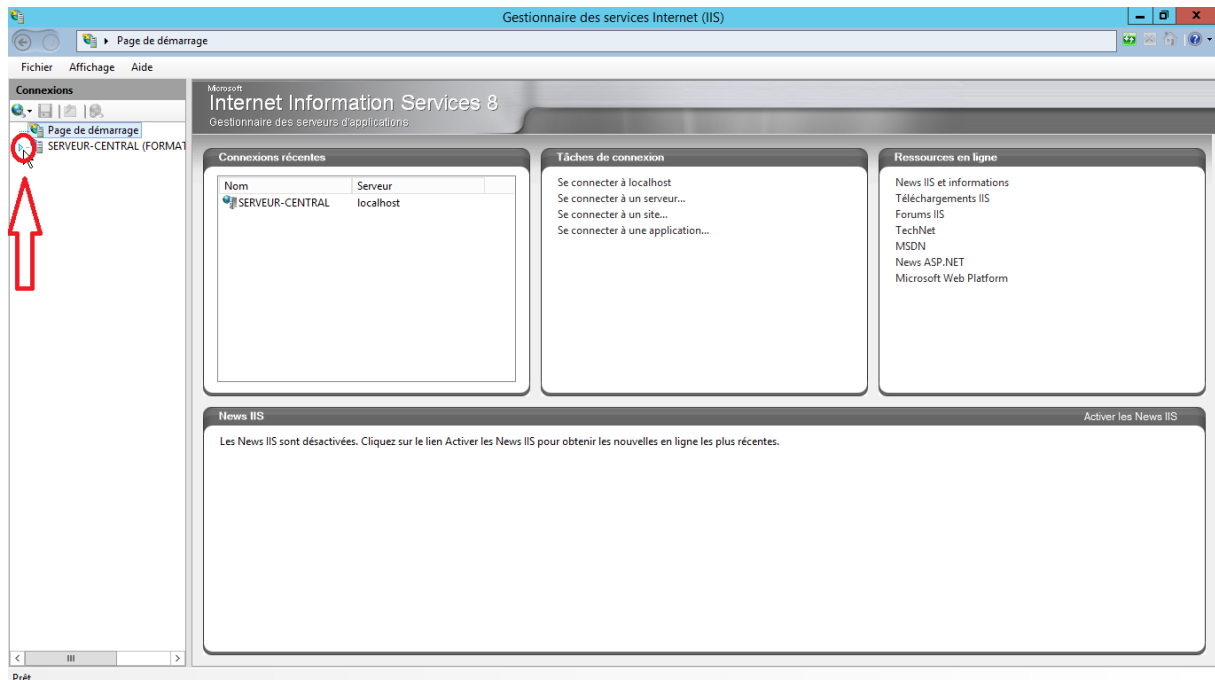 Gestionnaire des services Internet (IIS)
Page de démarrage
Fichier Affichage Aide
Connexions
Page de démarrage
SERVEUR-CENTRAL (FORMAT
Microsoft
Internet Information Services 8
Gestionnaire des serveurs d'applications
Connexions récentes
Nom Serveur
SERVEUR-CENTRAL localhost
Tâches de connexion
Se connecter à localhost
Se connecter à un serveur...
Se connecter à un site...
Se connecter à une application...
Ressources en ligne
News IIS et informations
Téléchargements IIS
Forums IIS
TechNet
MSDN
News ASP.NET
Microsoft Web Platform
News IIS Activer les News IIS
Les News IIS sont désactivées. Cliquez sur le lien Activer les News IIS pour obtenir les nouvelles en ligne les plus récentes.
Prêt